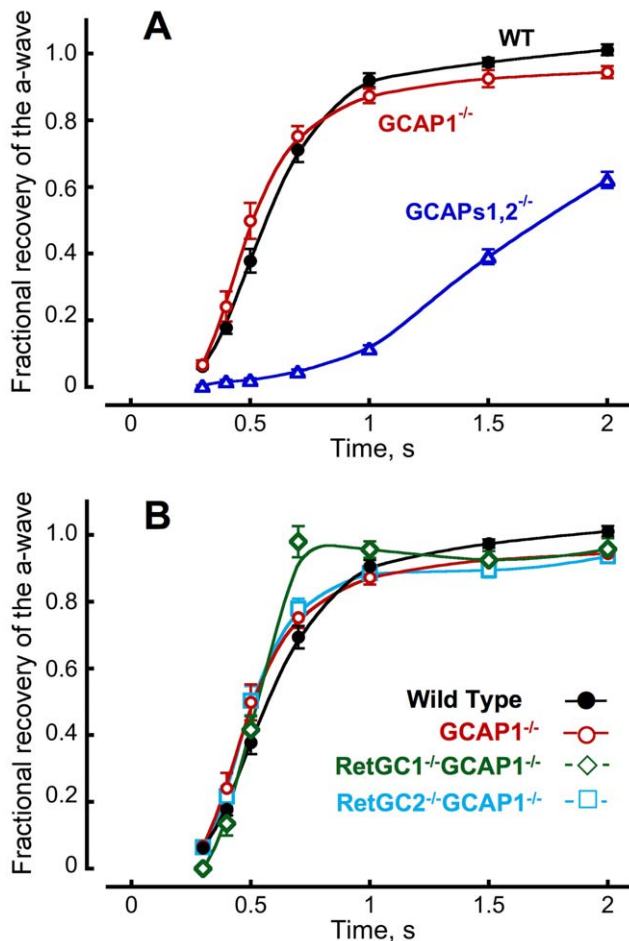 A
WT
GCAP1-/-
GCAPs1,2-/-
Fractional recovery of the a-wave
1.0
0.8
0.6
0.4
0.2
0
0 0.5 1 1.5 2
Time, s
B
Fractional recovery of the a-wave
1.0
0.8
0.6
0.4
0.2
0
Wild Type
GCAP1-/-
RetGC1-/-GCAP1-/-
RetGC2-/-GCAP1-/-
0 0.5 1 1.5 2
Time, s